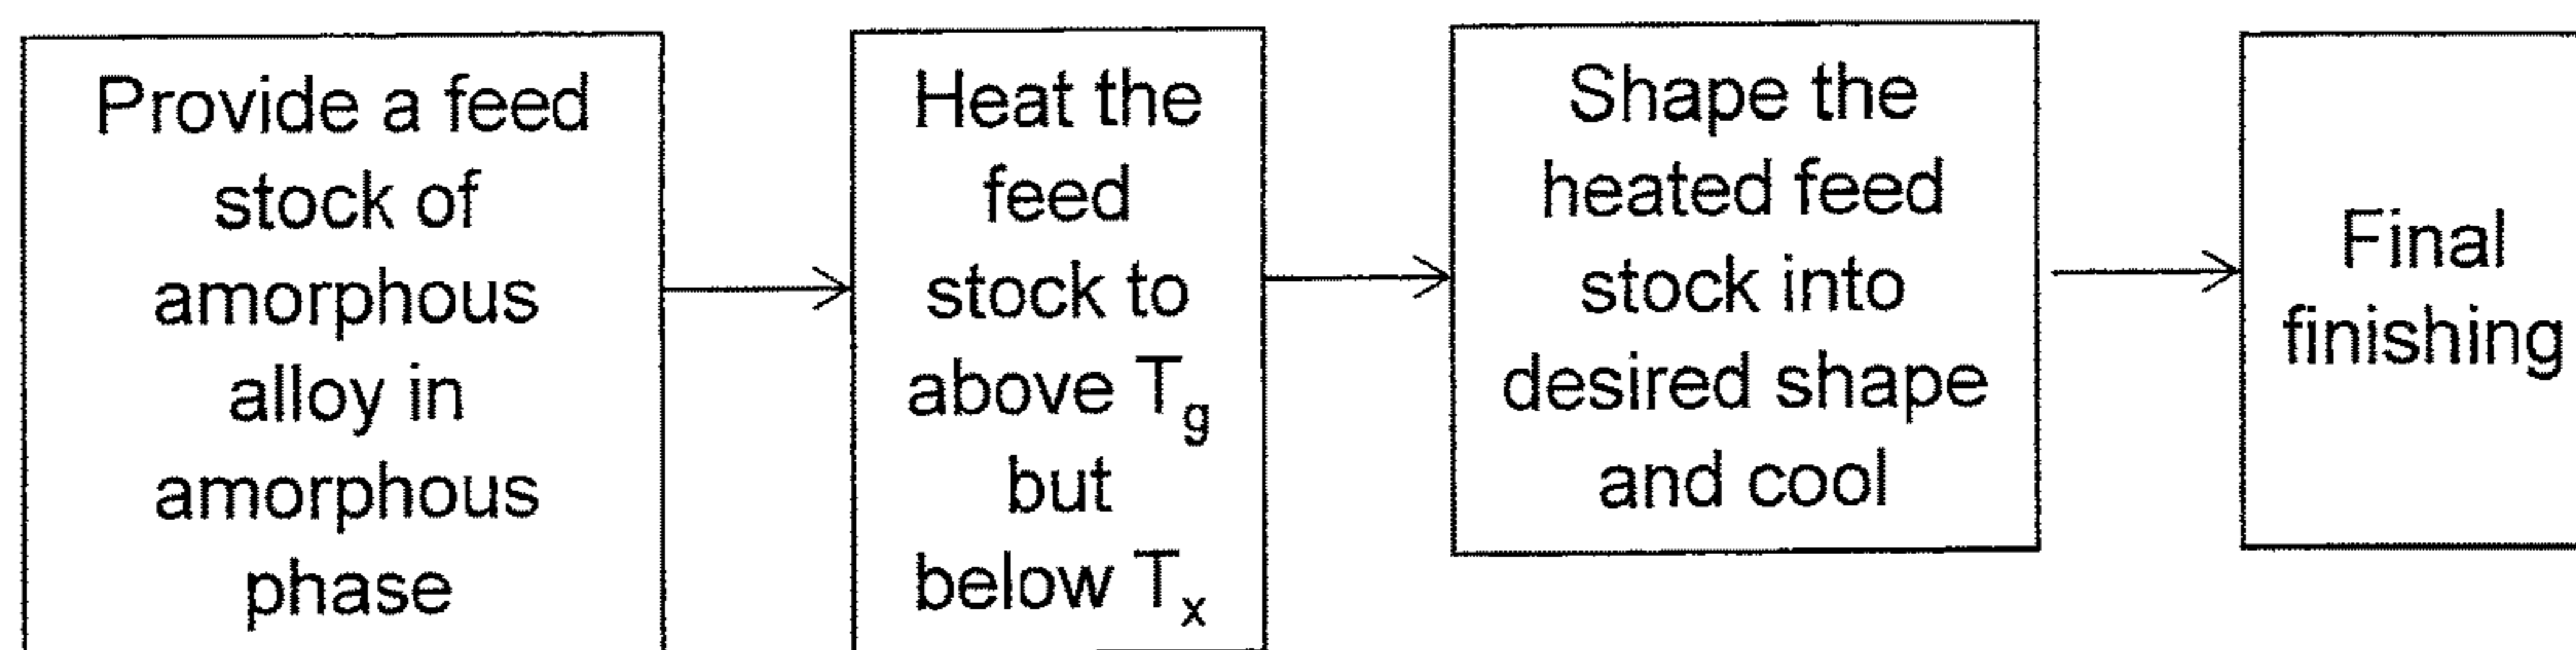 Provide a feed
stock of
amorphous
alloy in
amorphous
phase
Heat the
feed
stock to
above Tg
but
below Tx
Shape the
heated feed
stock into
desired shape
and cool
Final
finishing